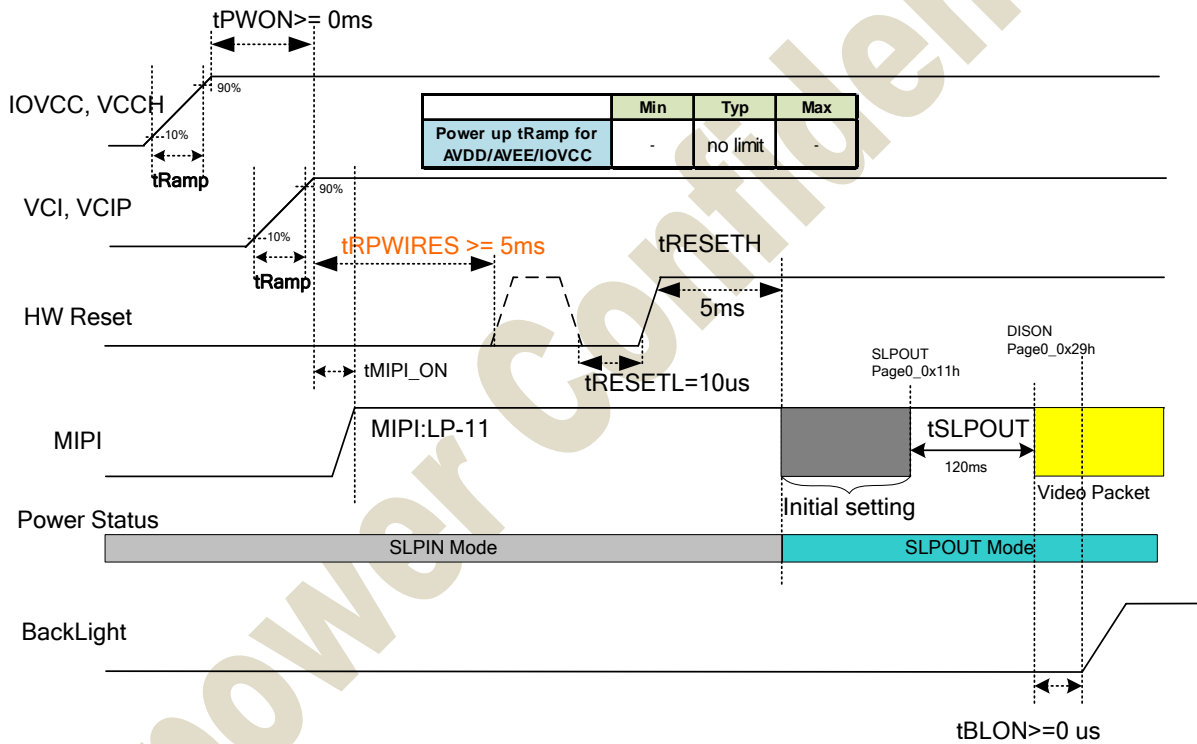 tPWON>= 0ms
90%
IOVCC, VCCH
10%
tRamp
Min Typ Max
Power up tRamp for AVDD/AVEE/IOVCC - no limit -
90%
VCI, VCIP
10%
tRamp
tRPWIRES >= 5ms
tRESETH
5ms
HW Reset
tMIPI_ON
tRESETL=10us
SLPOUT
Page0_0x11h
DISON
Page0_0x29h
MIPI
MIPI:LP-11
tSLPOUT
120ms
Initial setting
Video Packet
Power Status
SLPIN Mode
SLPOUT Mode
BackLight
tBLON>=0 us
power Confiden